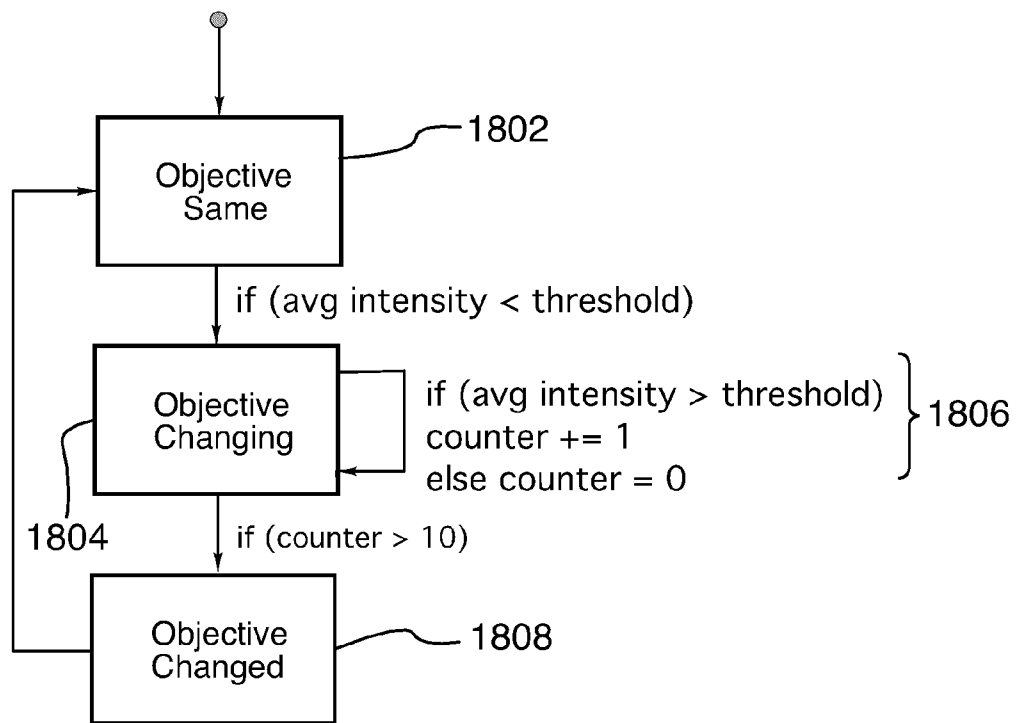 1802
Objective
Same
if (avg intensity < threshold)
Objective
Changing
if (avg intensity > threshold)
counter += 1
else counter = 0
1806
1804
if (counter > 10)
Objective
Changed
1808